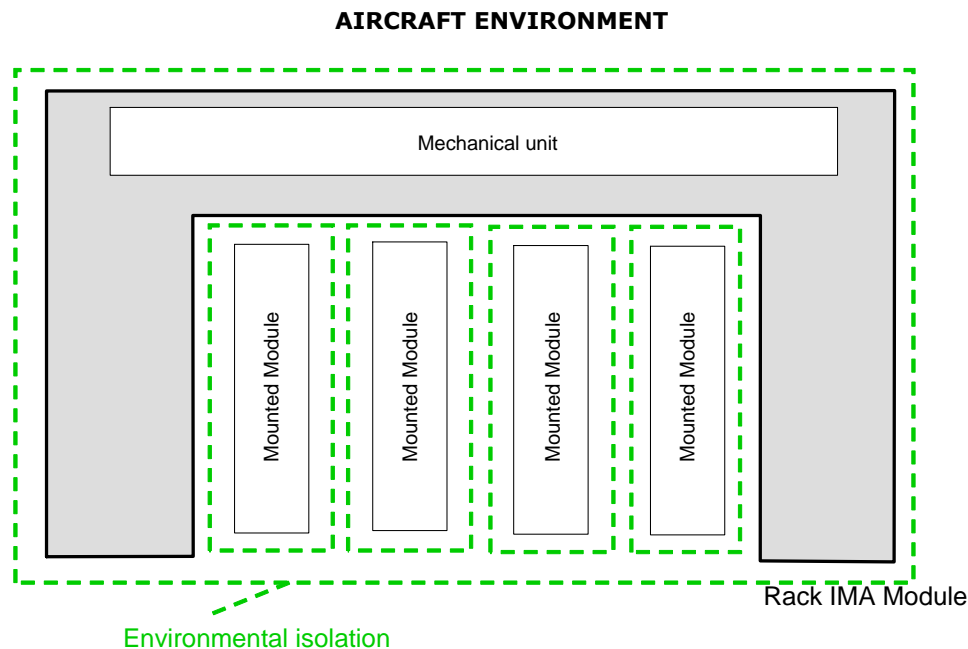 AIRCRAFT ENVIRONMENT
Mechanical unit
Mounted Module
Mounted Module
Mounted Module
Mounted Module
Rack IMA Module
Environmental isolation